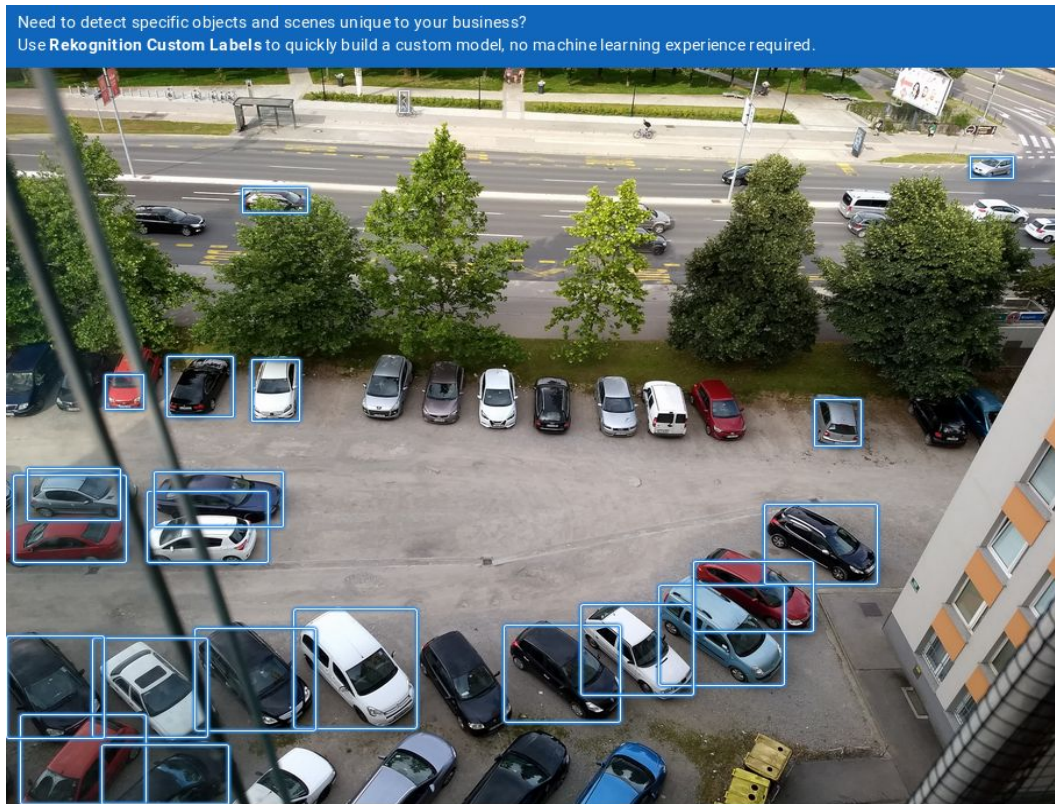 Need to detect specific objects and scenes unique to your business?
Use Rekognition Custom Labels to quickly build a custom model, no machine learning experience required.